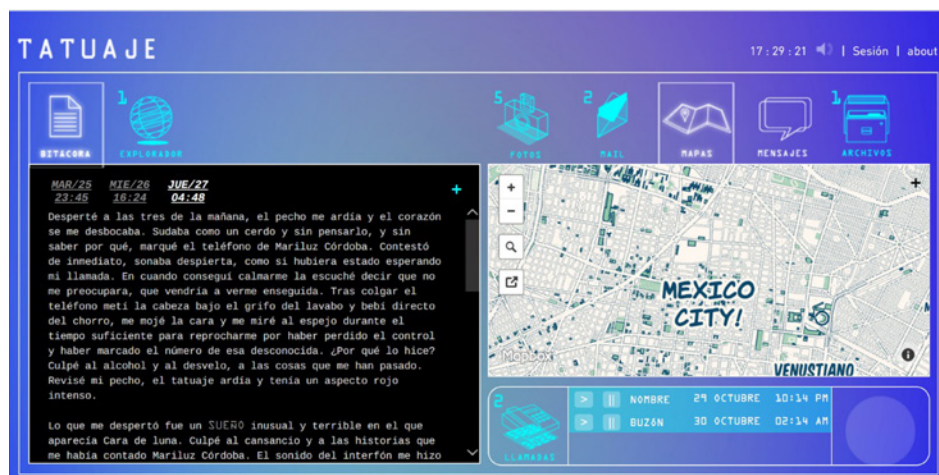 TATUAJE
17:29:21 | Sesión | about
1
5
2
1
BITACORA
EXPLORADOR
FOTOS
MAIL
MAPAS
MENSAJES
ARCHIVOS
MAR/25 MIE/26 JUE/27
23:45 16:24 04:48
+
Desperté a las tres de la mañana, el pecho me ardía y el corazón
se me desbocaba. Sudaba como un cerdo y sin pensarlo, y sin
saber por qué, marqué el teléfono de Mariluz Córdoba. Contestó
de inmediato, sonaba despierta, como si hubiera estado esperando
mi llamada. En cuanto conseguí calmarme la escuché decir que no
me preocupara, que vendría a verme enseguida. Tras colgar el
teléfono metí la cabeza bajo el grifo del lavabo y bebí directo
del chorro, me mojé la cara y me miré al espejo durante el
tiempo suficiente para reprocharme por haber perdido el control
y haber marcado el número de esa desconocida. ¿Por qué lo hice?
Culpé al alcohol y al desvelo, a las cosas que me han pasado.
Revisé mi pecho, el tatuaje ardía y tenía un aspecto rojo
intenso.
Lo que me despertó fue un SUEÑO inusual y terrible en el que
aparecía Cara de luna. Culpé al cansancio y a las historias que
me había contado Mariluz Córdoba. El sonido del interfón me hizo
+
-
+
MEXICO
CITY!
Mapbox
VENUSTIANO
2
LLAMADAS
> || NOMBRE 29 OCTUBRE 10:14 PM
> || BUZÓN 30 OCTUBRE 02:14 AM